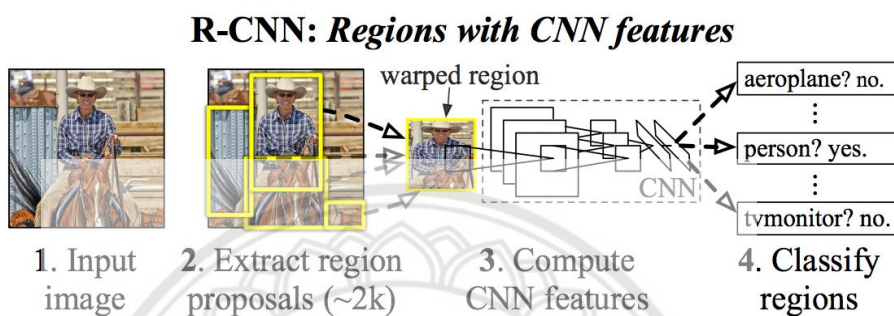 R-CNN: Regions with CNN features
warped region
aeroplane? no.
person? yes.
CNN
tvmonitor? no.
1. Input image
2. Extract region proposals (~2k)
3. Compute CNN features
4. Classify regions